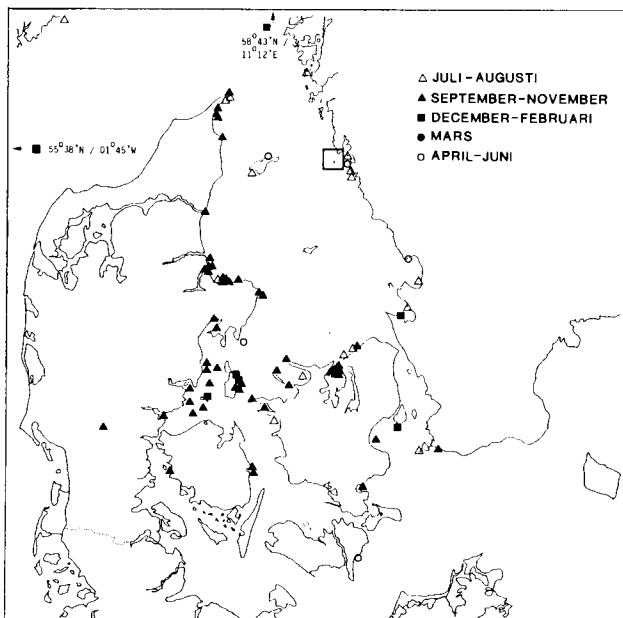 58°43'N /
11°12'E
△ JULI-AUGUSTI
▲ SEPTEMBER-NOVEMBER
■ DECEMBER-FEBRUARI
● MARS
○ APRIL-JUNI
55°38'N / 01°45'W